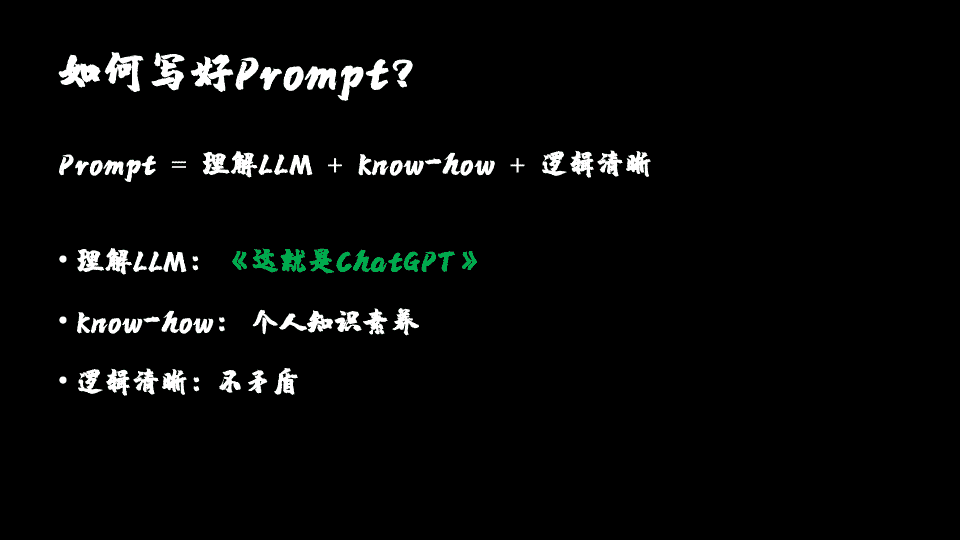 如何写好Prompt?
Prompt = 理解LLM + know-how + 逻辑清晰
• 理解LLM： 《这就是ChatGPT》
• know-how： 个人知识素养
• 逻辑清晰：不矛盾